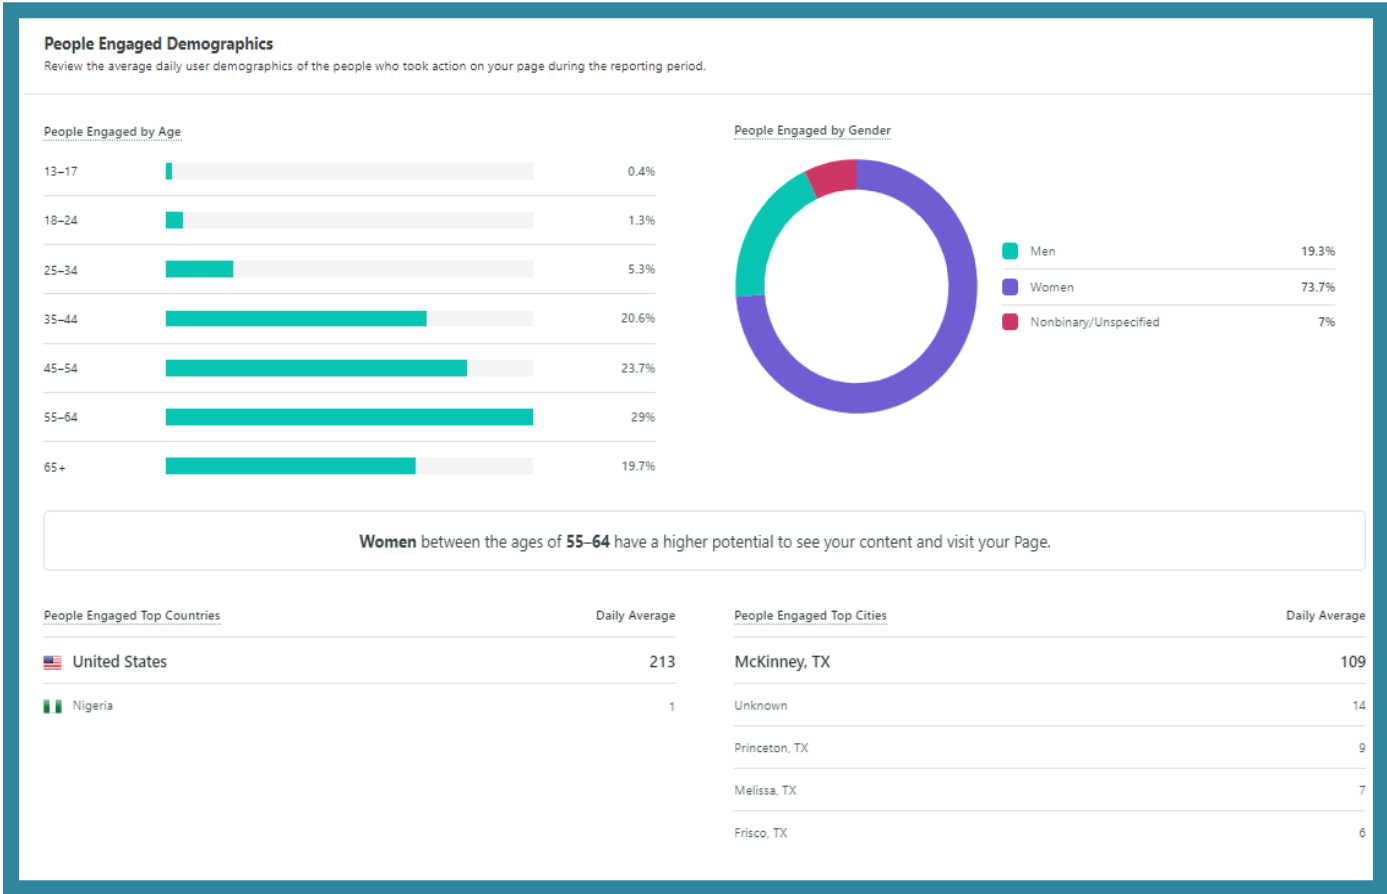 People Engaged Demographics
Review the average daily user demographics of the people who took action on your page during the reporting period.
People Engaged by Age
13–17 0.4%
18–24 1.3%
25–34 5.3%
35–44 20.6%
45–54 23.7%
55–64 29%
65+ 19.7%
People Engaged by Gender
Men 19.3%
Women 73.7%
Nonbinary/Unspecified 7%
Women between the ages of 55–64 have a higher potential to see your content and visit your Page.
People Engaged Top Countries Daily Average
United States 213
Nigeria 1
People Engaged Top Cities Daily Average
McKinney, TX 109
Unknown 14
Princeton, TX 9
Melissa, TX 7
Frisco, TX 6